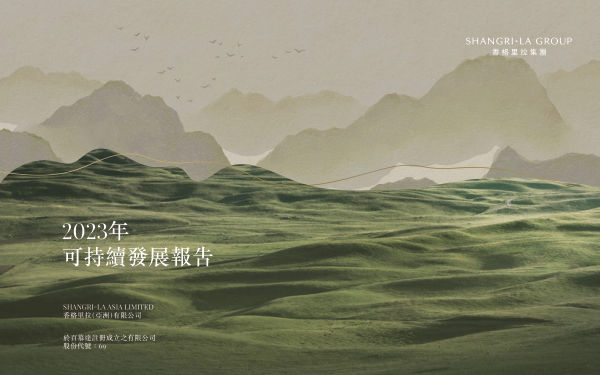 SHANGRI-LA GROUP
香格里拉集團
2023年
可持續發展報告
SHANGRI-LA ASIA LIMITED
香格里拉(亞洲)有限公司
於百慕達註冊成立之有限公司
股份代號：69